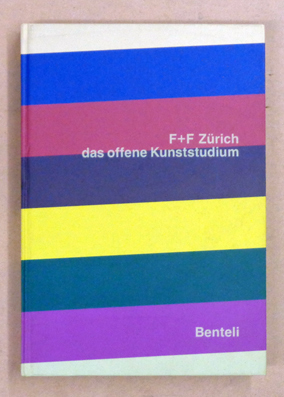 F+F Zürich
das offene Kunststudium
Benteli